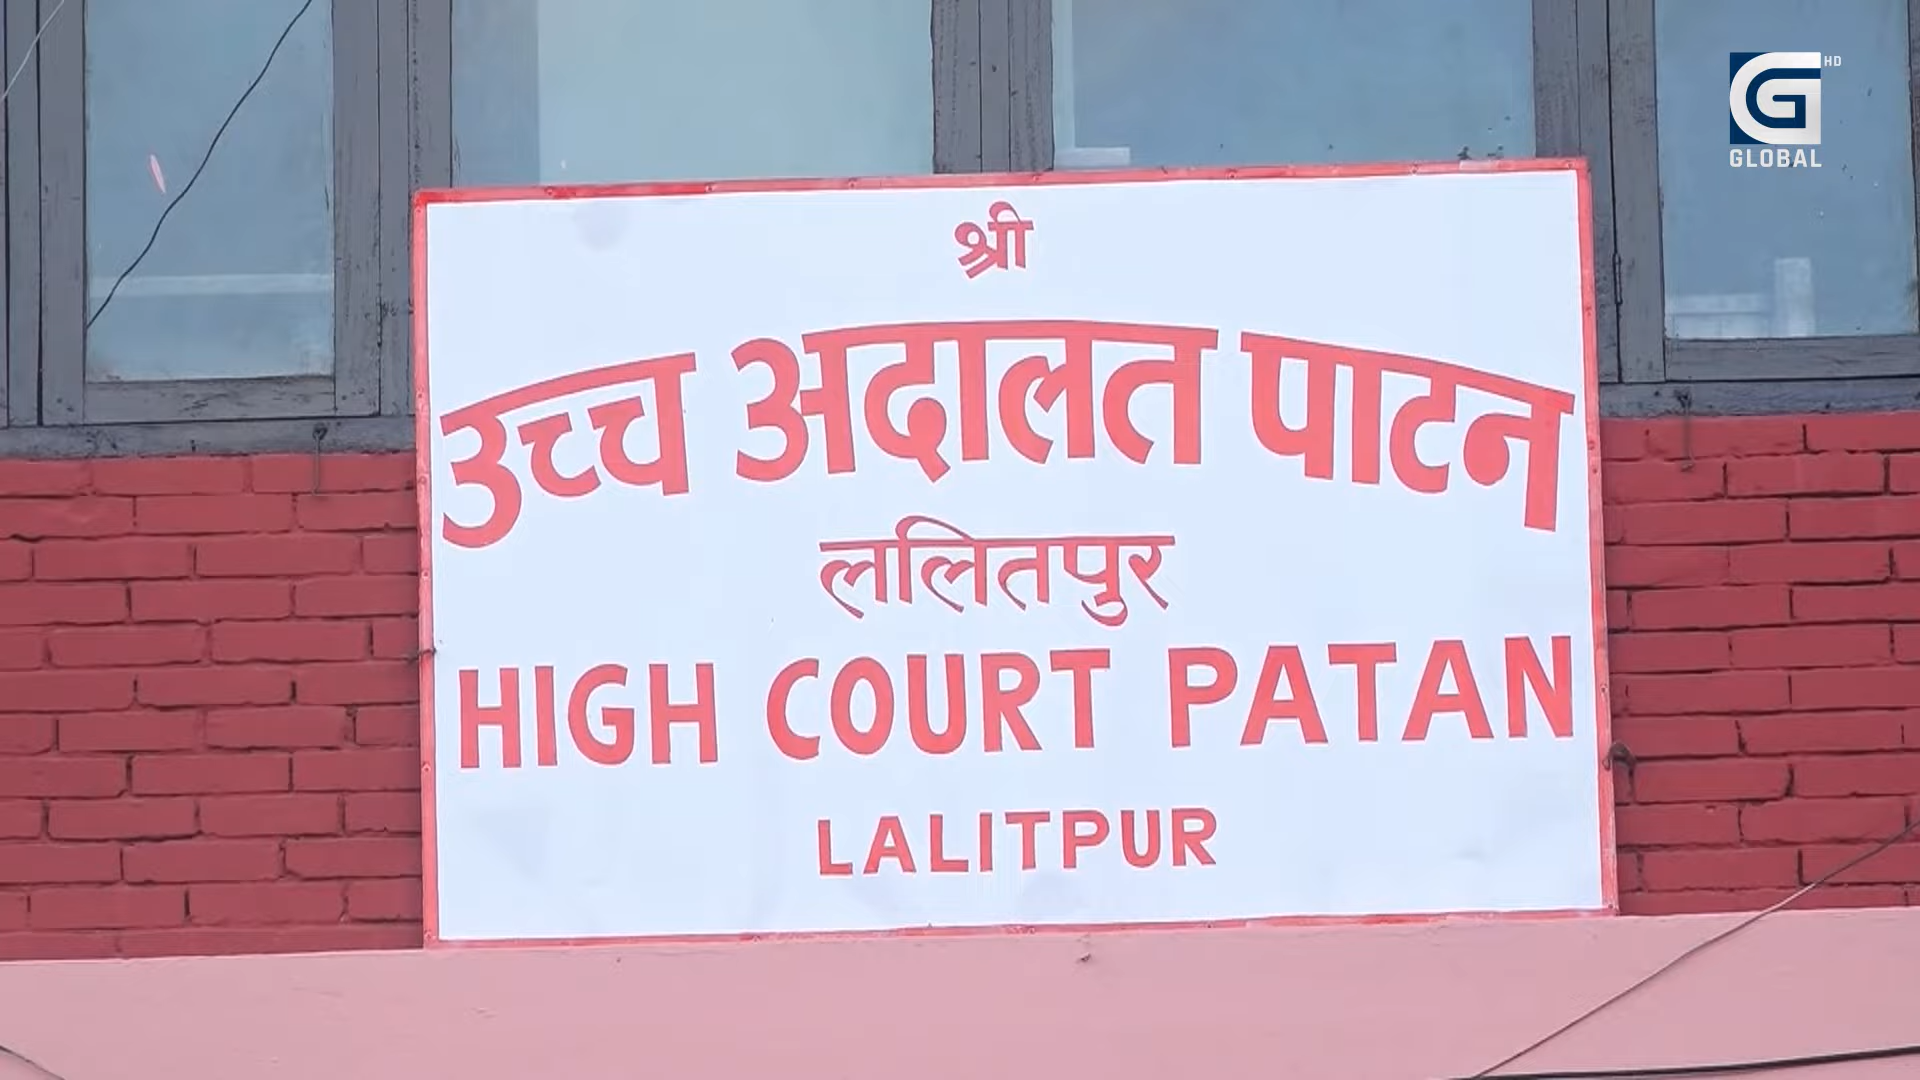 HD
GLOBAL
श्री
उच्च अदालत पाटन
ललितपुर
HIGH COURT PATAN
LALITPUR